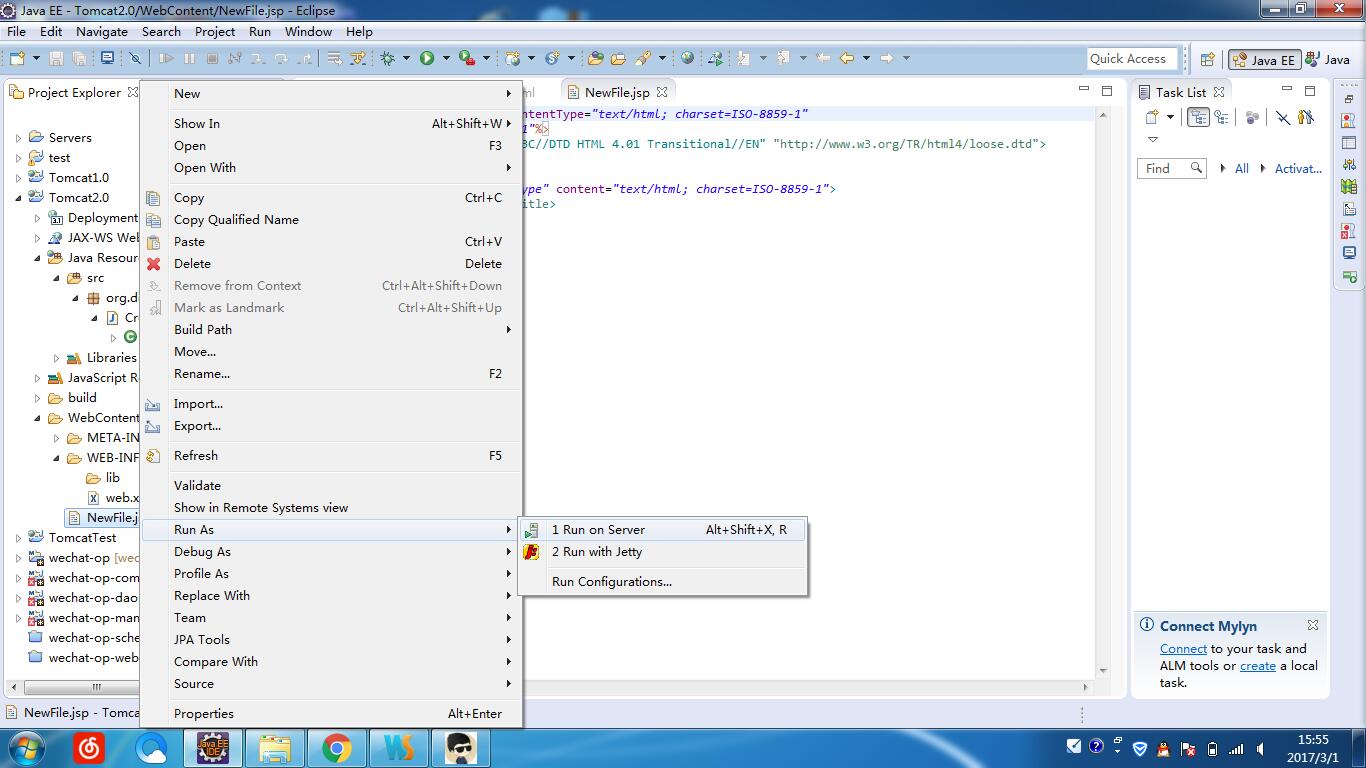 Java EE - Tomcat2.0/WebContent/NewFile.jsp - Eclipse
File Edit Navigate Search Project Run Window Help
Quick Access
Java EE
Java
Project Explorer
NewFile.jsp
Task List
Servers
test
Tomcat1.0
Tomcat2.0
Deployment
JAX-WS Web
Java Resour
src
org.d
Cr
Libraries
JavaScript R
build
WebContent
META-IN
WEB-INF
lib
web.x
NewFile.j
TomcatTest
wechat-op [wec
wechat-op-com
wechat-op-dao
wechat-op-man
wechat-op-sche
wechat-op-web
New
Show In Alt+Shift+W
Open F3
Open With
Copy Ctrl+C
Copy Qualified Name
Paste Ctrl+V
Delete Delete
Remove from Context Ctrl+Alt+Shift+Down
Mark as Landmark Ctrl+Alt+Shift+Up
Build Path
Move...
Rename... F2
Import...
Export...
Refresh F5
Validate
Show in Remote Systems view
Run As
Debug As
Profile As
Replace With
Team
JPA Tools
Compare With
Source
Properties Alt+Enter
1 Run on Server Alt+Shift+X, R
2 Run with Jetty
Run Configurations...
ntentType="text/html; charset=ISO-8859-1"
1"%>
C//DTD HTML 4.01 Transitional//EN" "http://www.w3.org/TR/html4/loose.dtd">
ype" content="text/html; charset=ISO-8859-1">
itle>
Find
All
Activat...
Connect Mylyn
Connect to your task and
ALM tools or create a local
task.
NewFile.jsp - Tomca
Java EE
IDE
15:55
2017/3/1